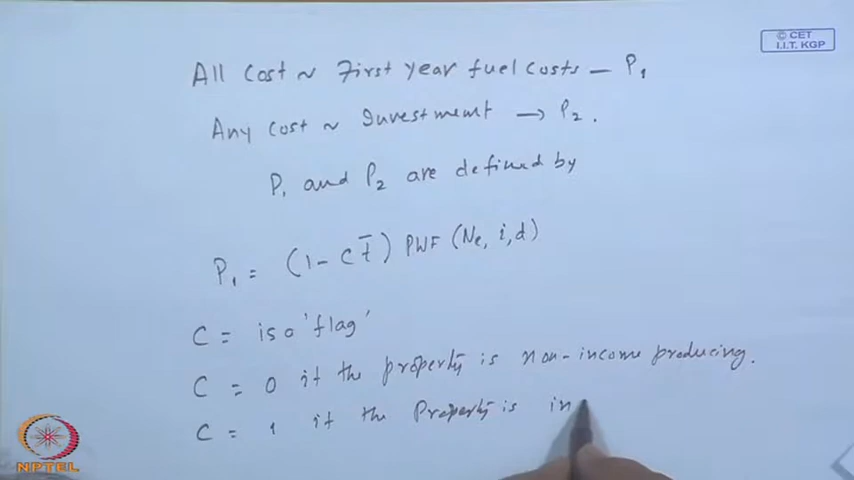 © CET
I.I.T. KGP
All cost ~ First year fuel costs — P₁
Any cost ~ Investment → P₂.
P₁ and P₂ are defined by
P₁ = (1 - C t̄) PWF (Nₑ, i, d)
C = is a 'flag'
C = 0 if the property is non-income producing.
C = 1 if the Property is in
NPTEL